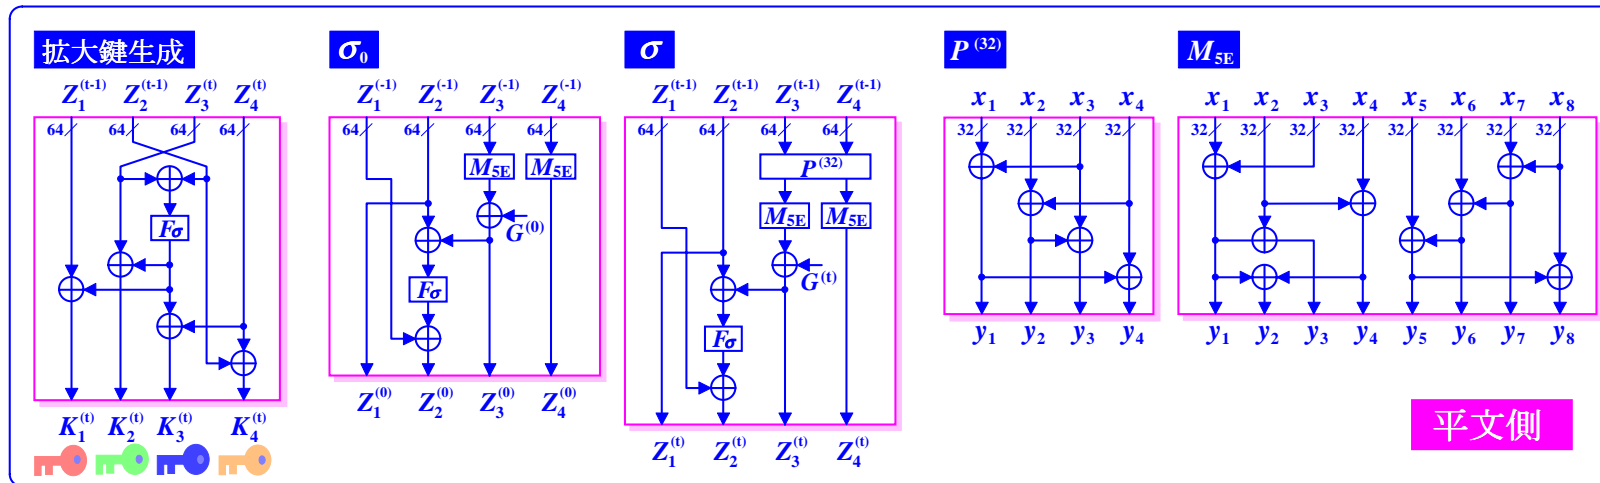 拡大鍵生成 σ₀ σ P⁽³²⁾ M₅E
Z₁⁽ᵗ⁻¹⁾ Z₂⁽ᵗ⁻¹⁾ Z₃⁽ᵗ⁾ Z₄⁽ᵗ⁾ Z₁⁽⁻¹⁾ Z₂⁽⁻¹⁾ Z₃⁽⁻¹⁾ Z₄⁽⁻¹⁾ Z₁⁽ᵗ⁻¹⁾ Z₂⁽ᵗ⁻¹⁾ Z₃⁽ᵗ⁻¹⁾ Z₄⁽ᵗ⁻¹⁾ x₁ x₂ x₃ x₄ x₁ x₂ x₃ x₄ x₅ x₆ x₇ x₈
64 64 64 64 64 64 64 64 64 64 64 64 32 32 32 32 32 32 32 32 32 32 32 32
M₅E M₅E P⁽³²⁾
Fσ G⁽⁰⁾ M₅E M₅E
Fσ G⁽ᵗ⁾
Fσ
y₁ y₂ y₃ y₄ y₁ y₂ y₃ y₄ y₅ y₆ y₇ y₈
Z₁⁽⁰⁾ Z₂⁽⁰⁾ Z₃⁽⁰⁾ Z₄⁽⁰⁾
K₁⁽ᵗ⁾ K₂⁽ᵗ⁾ K₃⁽ᵗ⁾ K₄⁽ᵗ⁾
Z₁⁽ᵗ⁾ Z₂⁽ᵗ⁾ Z₃⁽ᵗ⁾ Z₄⁽ᵗ⁾
平文側